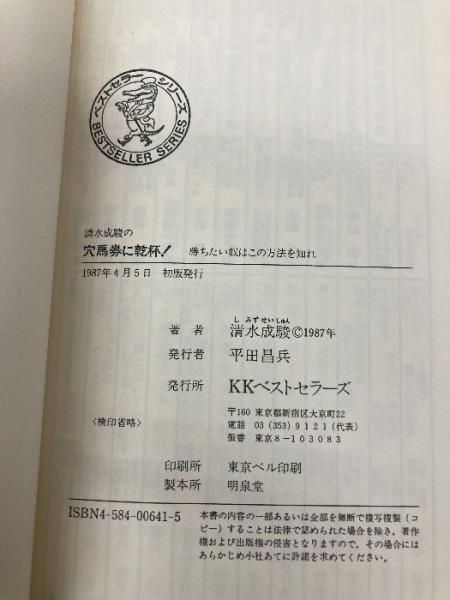 ベストセラーシリーズ
BESTSELLER SERIES
清水成駿の
穴馬券に乾杯! 勝ちたい奴はこの方法を知れ
1987年4月5日 初版発行
しみずせいしゅん
著者 清水成駿©1987年
発行者 平田昌兵
発行所 KKベストセラーズ
〒160 東京都新宿区大京町22
電話 03(353)9121(代表)
振替 東京8-103083
〈検印省略〉
印刷所 東京ベル印刷
製本所 明泉堂
ISBN4-584-00641-5
本書の内容の一部あるいは全部を無断で複写複製(コ
ピー)することは法律で認められた場合を除き、著作
権および出版権の侵害となりますので、その場合には
あらかじめ小社あてに許諾を求めてください。